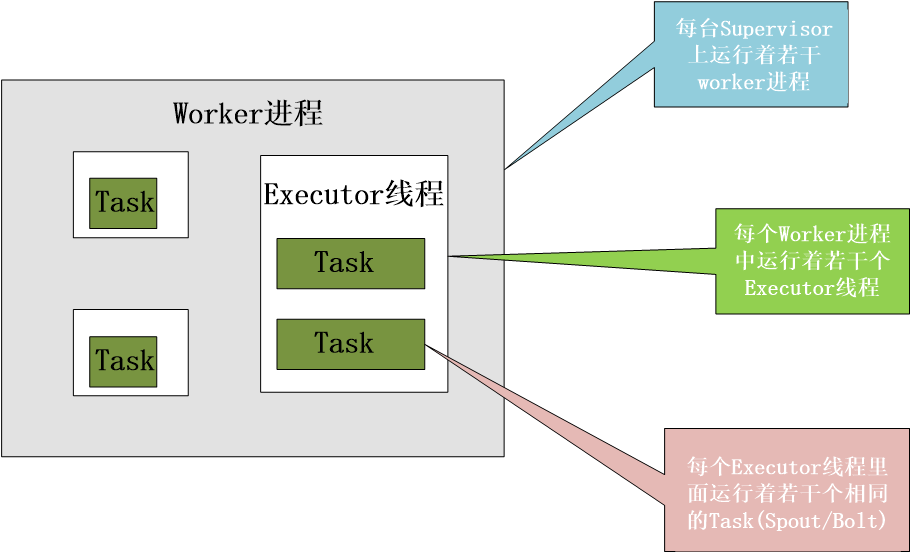 Worker进程
Task
Executor线程
Task
Task
Task
每台Supervisor
上运行着若干
worker进程
每个Worker进程
中运行着若干个
Executor线程
每个Executor线程里
面运行着若干个相同
的Task(Spout/Bolt)